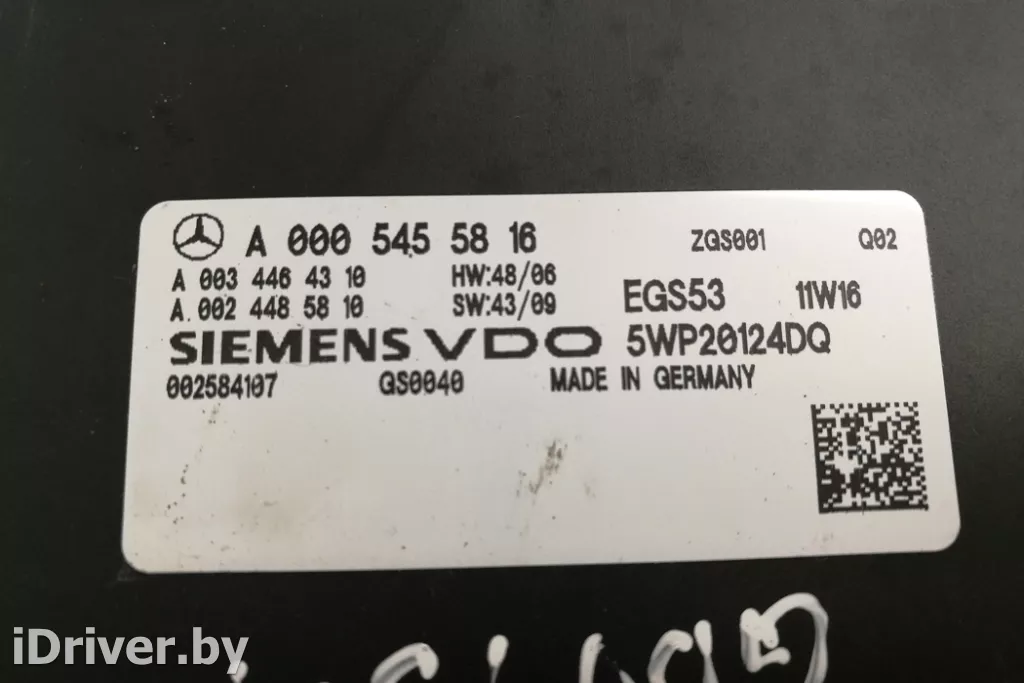 A 000 545 58 16 ZGS001 Q02
A 003 446 43 10 HW:48/06
A.002 448 58 10 SW:43/09 EGS53 11W16
SIEMENS VDO 5WP20124DQ
002584107 GS0040 MADE IN GERMANY
iDriver.by